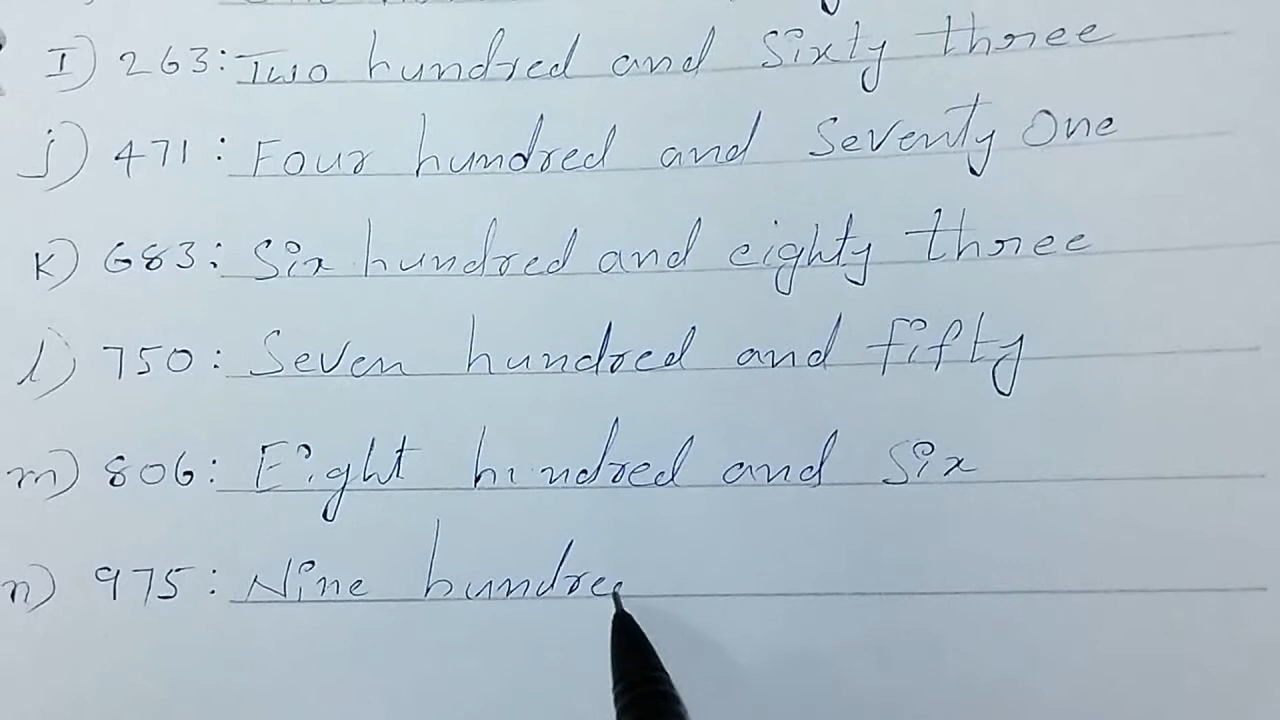 I) 263: Two hundred and Sixty three
j) 471: Four hundred and Seventy One
k) 683: Six hundred and eighty three
l) 750: Seven hundred and fifty
m) 806: Eight hundred and Six
n) 975: Nine hundre